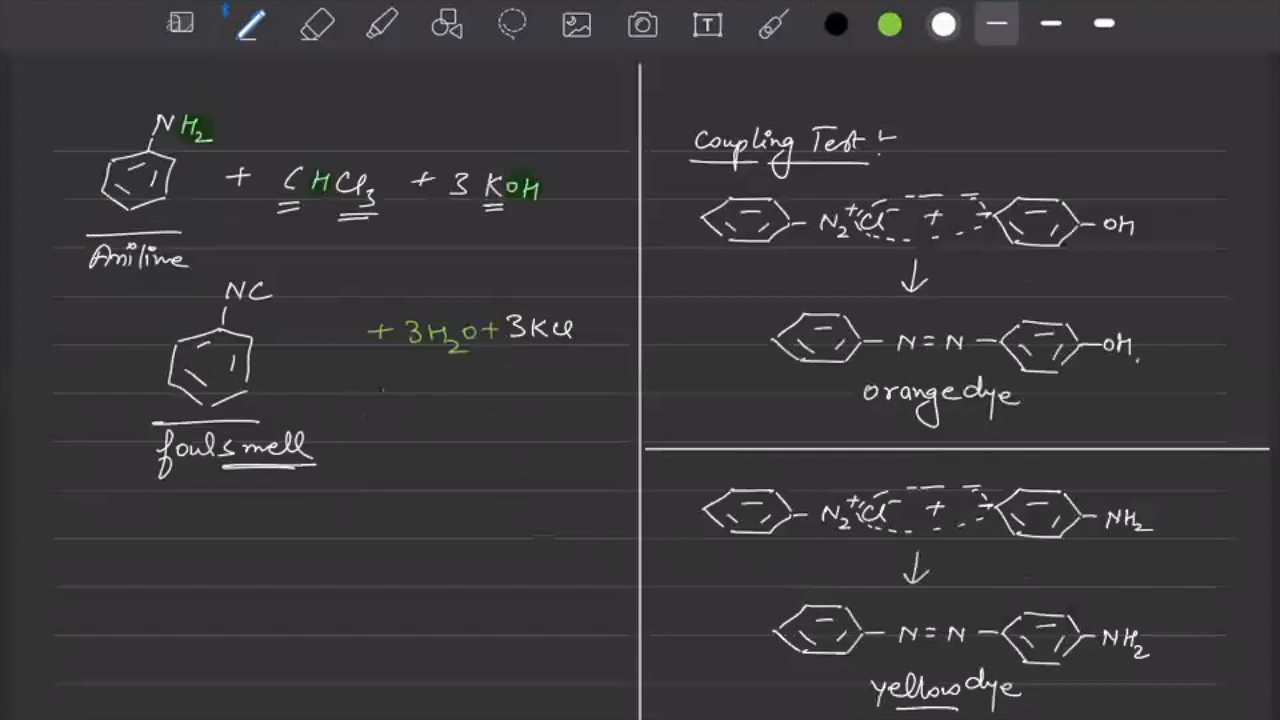 NH2
+ CHCl3 + 3 KOH
Aniline
NC
+ 3H2O + 3KCl
foul smell
Coupling Test :-
N2+Cl- + OH
N=N OH
orange dye
N2+Cl- + NH2
N=N NH2
yellow dye